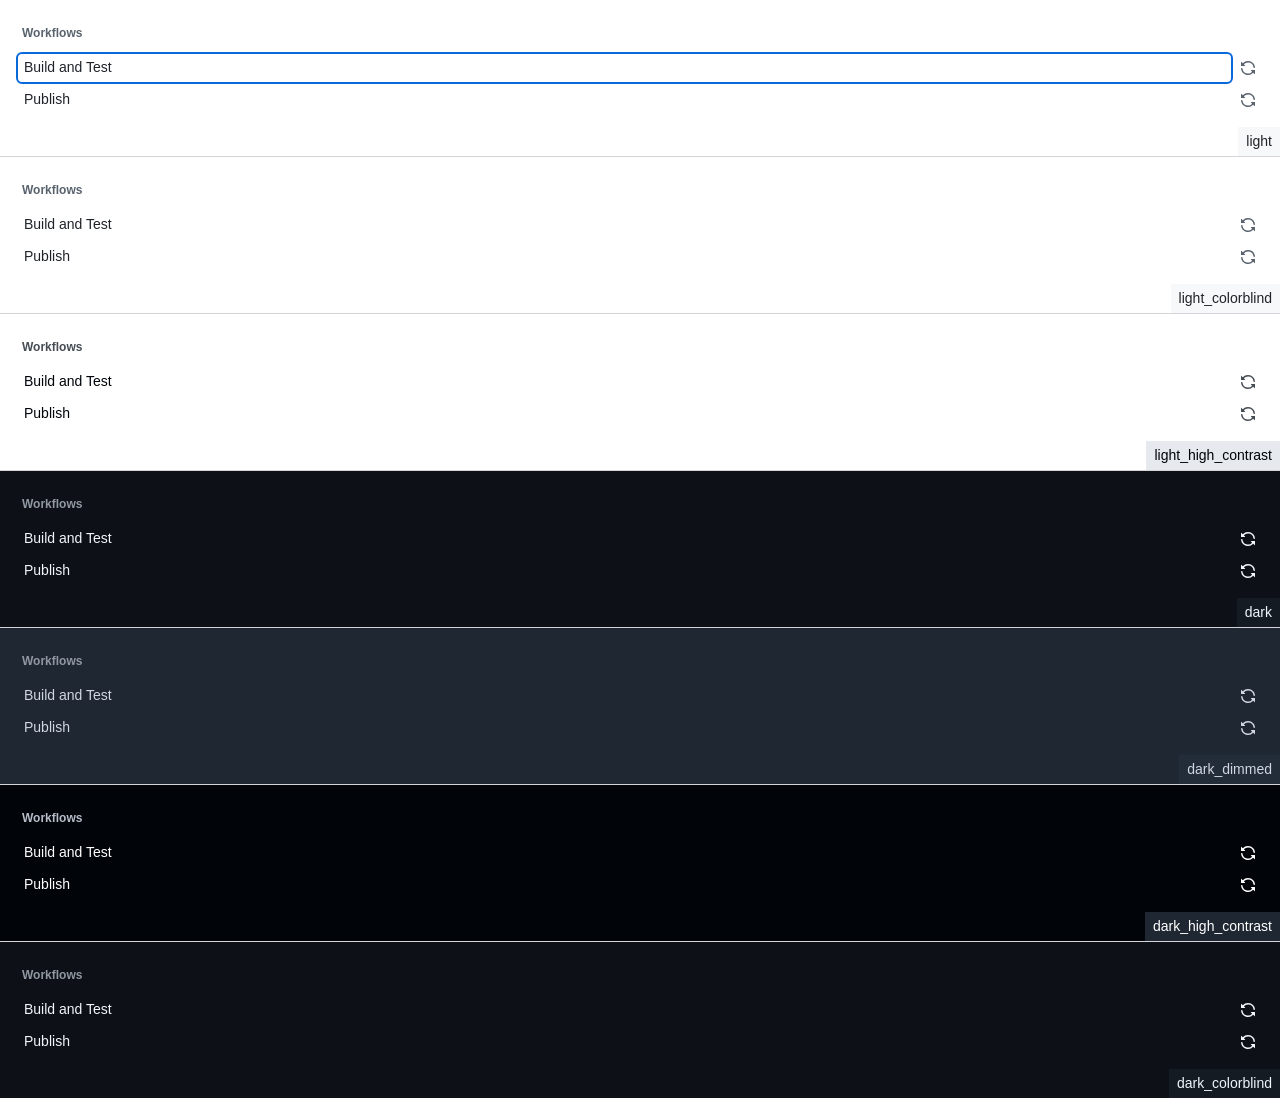 Workflows
Build and Test
Publish
light
Workflows
Build and Test
Publish
light_colorblind
Workflows
Build and Test
Publish
light_high_contrast
Workflows
Build and Test
Publish
dark
Workflows
Build and Test
Publish
dark_dimmed
Workflows
Build and Test
Publish
dark_high_contrast
Workflows
Build and Test
Publish
dark_colorblind